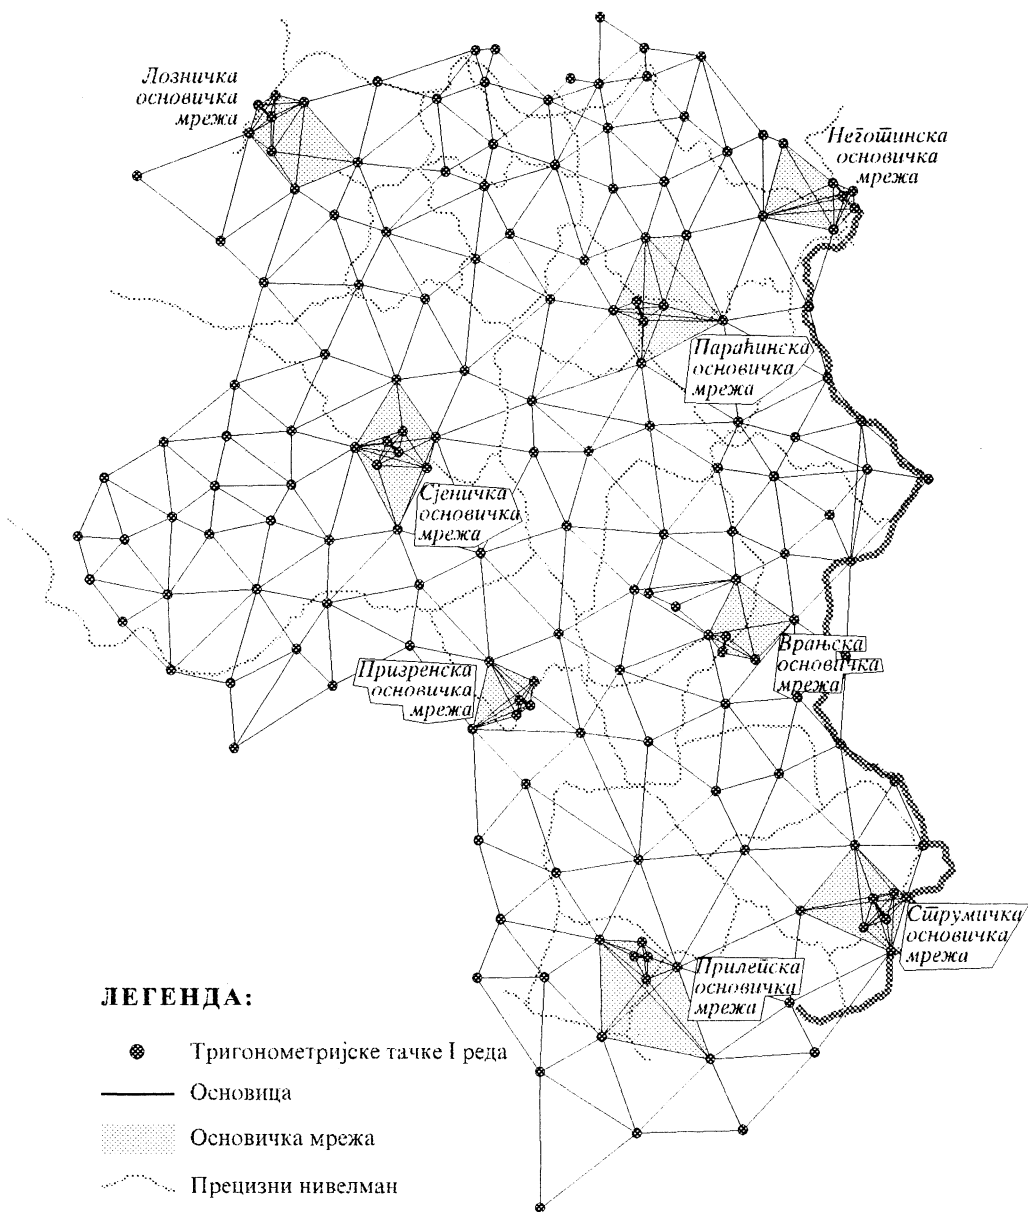 Лозничка
основичка
мрежа
Неготинска
основичка
мрежа
Параћинска
основичка
мрежа
Сјеничка
основичка
мрежа
Врањска
основичка
мрежа
Призренска
основичка
мрежа
Струмичка
основичка
мрежа
Прилепска
основичка
мрежа
ЛЕГЕНДА:
Тригонометријске тачке I реда
Основица
Основичка мрежа
Прецизни нивелман